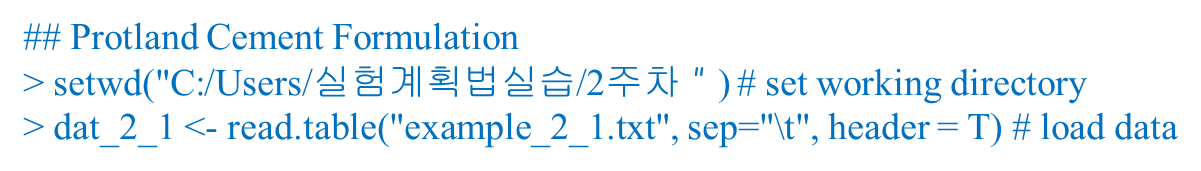 ## Protland Cement Formulation
> setwd("C:/Users/실험계획법실습/2주차 ") # set working directory
> dat_2_1 <- read.table("example_2_1.txt", sep="\t", header = T) # load data